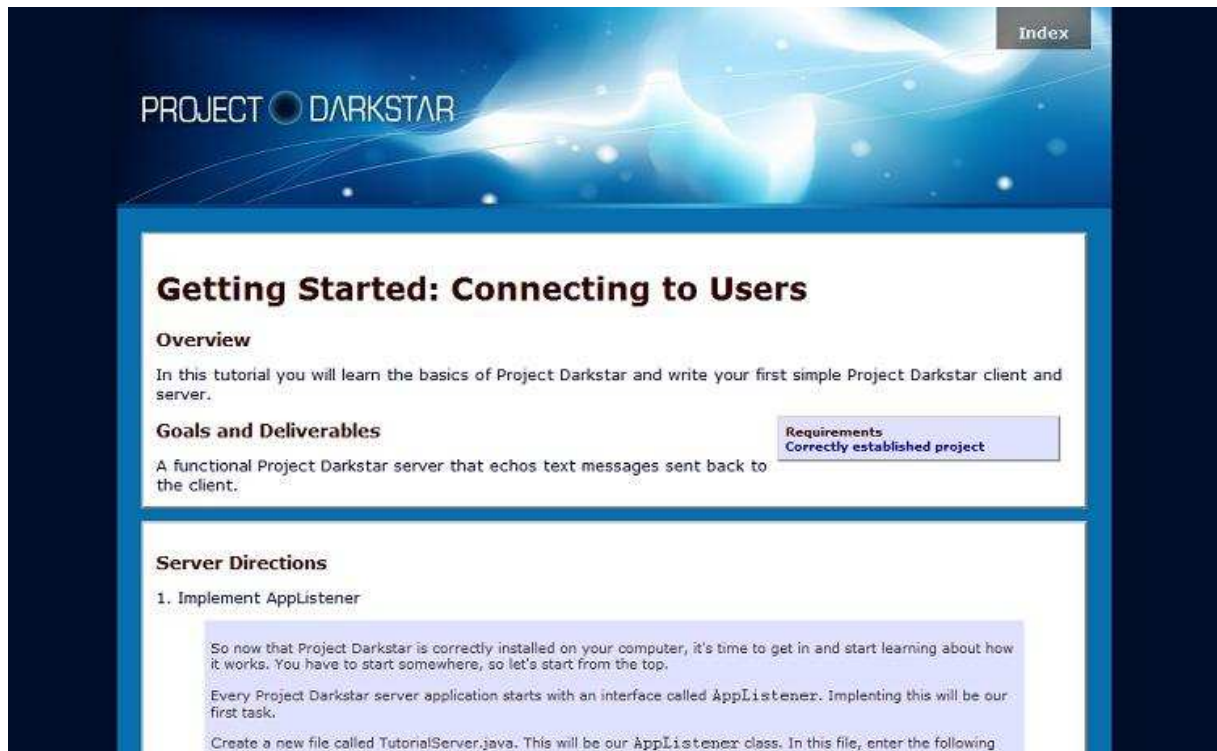 Index
PROJECT DARKSTAR
Getting Started: Connecting to Users
Overview
In this tutorial you will learn the basics of Project Darkstar and write your first simple Project Darkstar client and
server.
Goals and Deliverables
A functional Project Darkstar server that echos text messages sent back to
the client.
Requirements
Correctly established project
Server Directions
1. Implement AppListener
So now that Project Darkstar is correctly installed on your computer, it's time to get in and start learning about how
it works. You have to start somewhere, so let's start from the top.
Every Project Darkstar server application starts with an interface called AppListener. Implenting this will be our
first task.
Create a new file called TutorialServer.java. This will be our AppListener class. In this file, enter the following